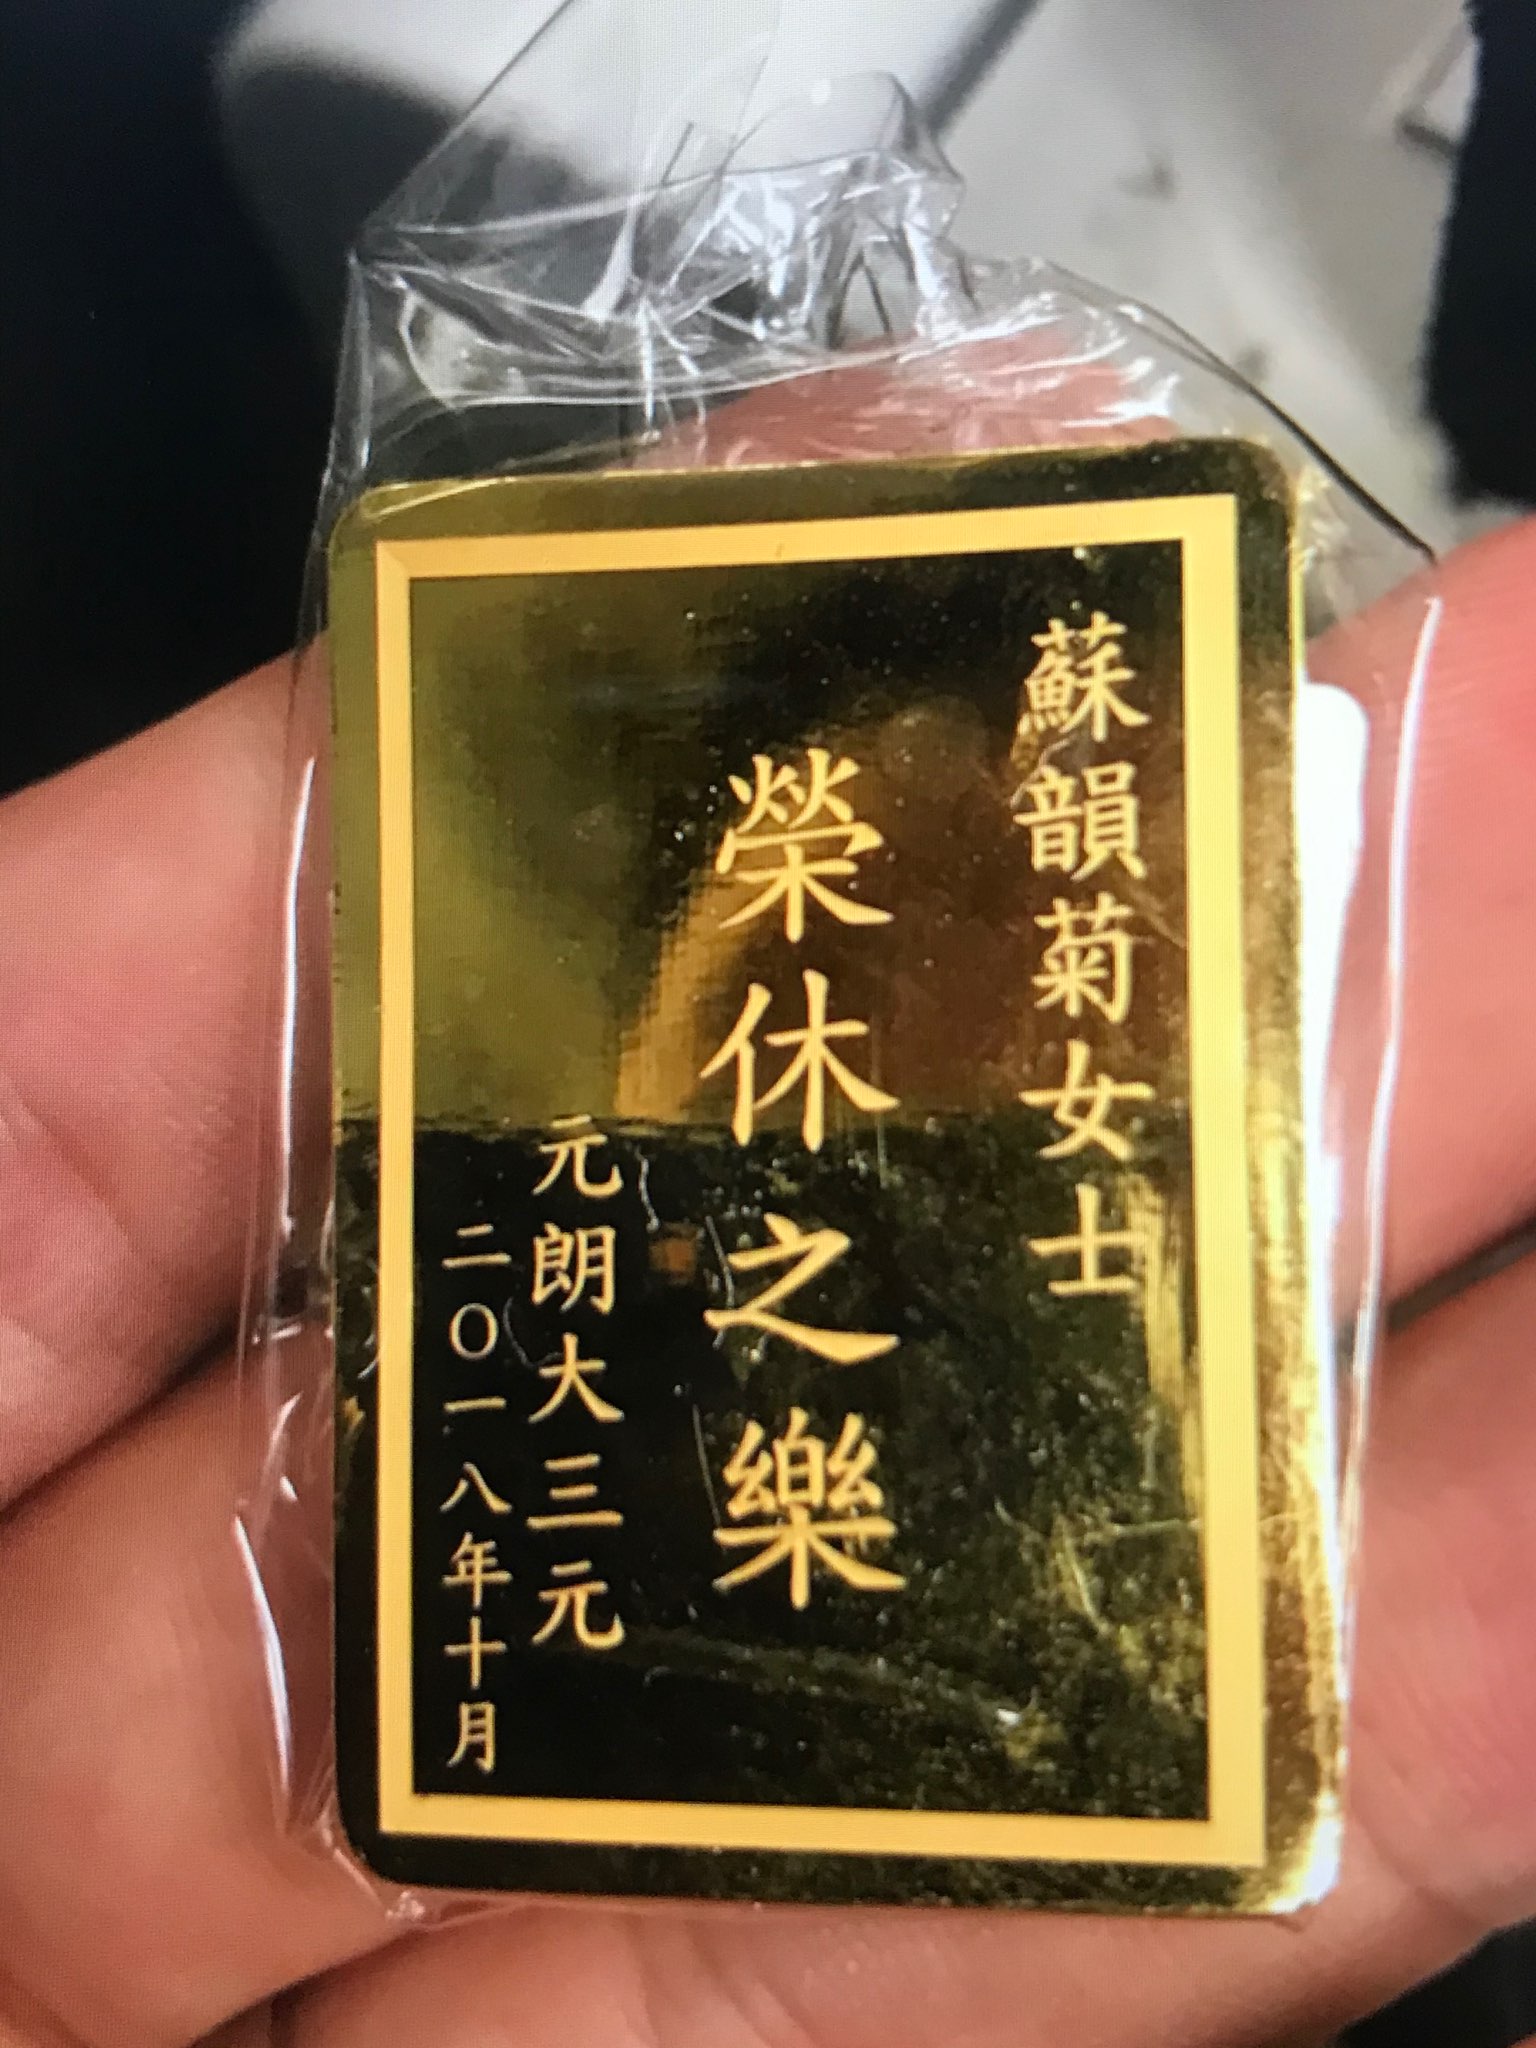 蘇韻菊女士
榮休之樂
元朗大三元
二〇一八年十月